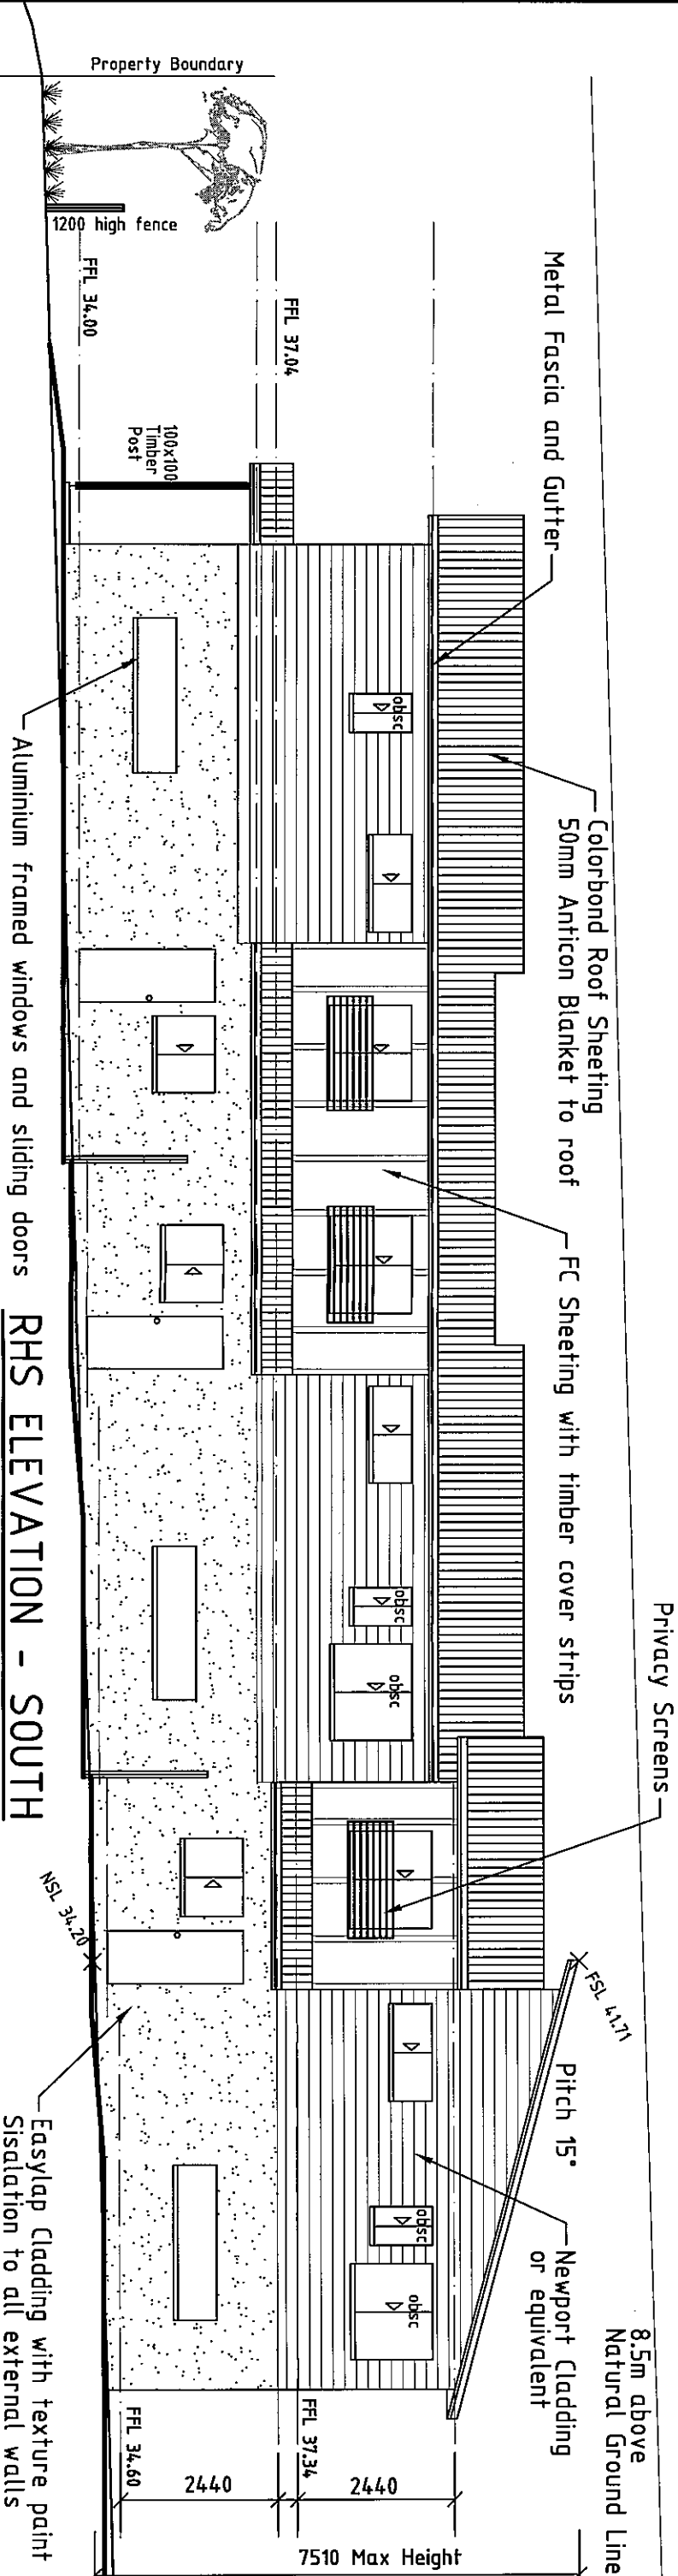 Property Boundary
1200 high fence
FFL 34.00
FFL 37.04
100x100
Timber
Post
Metal Fascia and Gutter
Colorbond Roof Sheeting
50mm Anticon Blanket to roof
FC Sheeting with timber cover strips
Privacy Screens
obsc
obsc
obsc
obsc
obsc
Aluminium framed windows and sliding doors
RHS ELEVATION - SOUTH
NSL 34.20
FSL 41.71
Pitch 15°
Newport Cladding
or equivalent
8.5m above
Natural Ground Line
Easylap Cladding with texture paint
Sisalation to all external walls
FFL 34.60
FFL 37.34
2440
2440
7510 Max Height